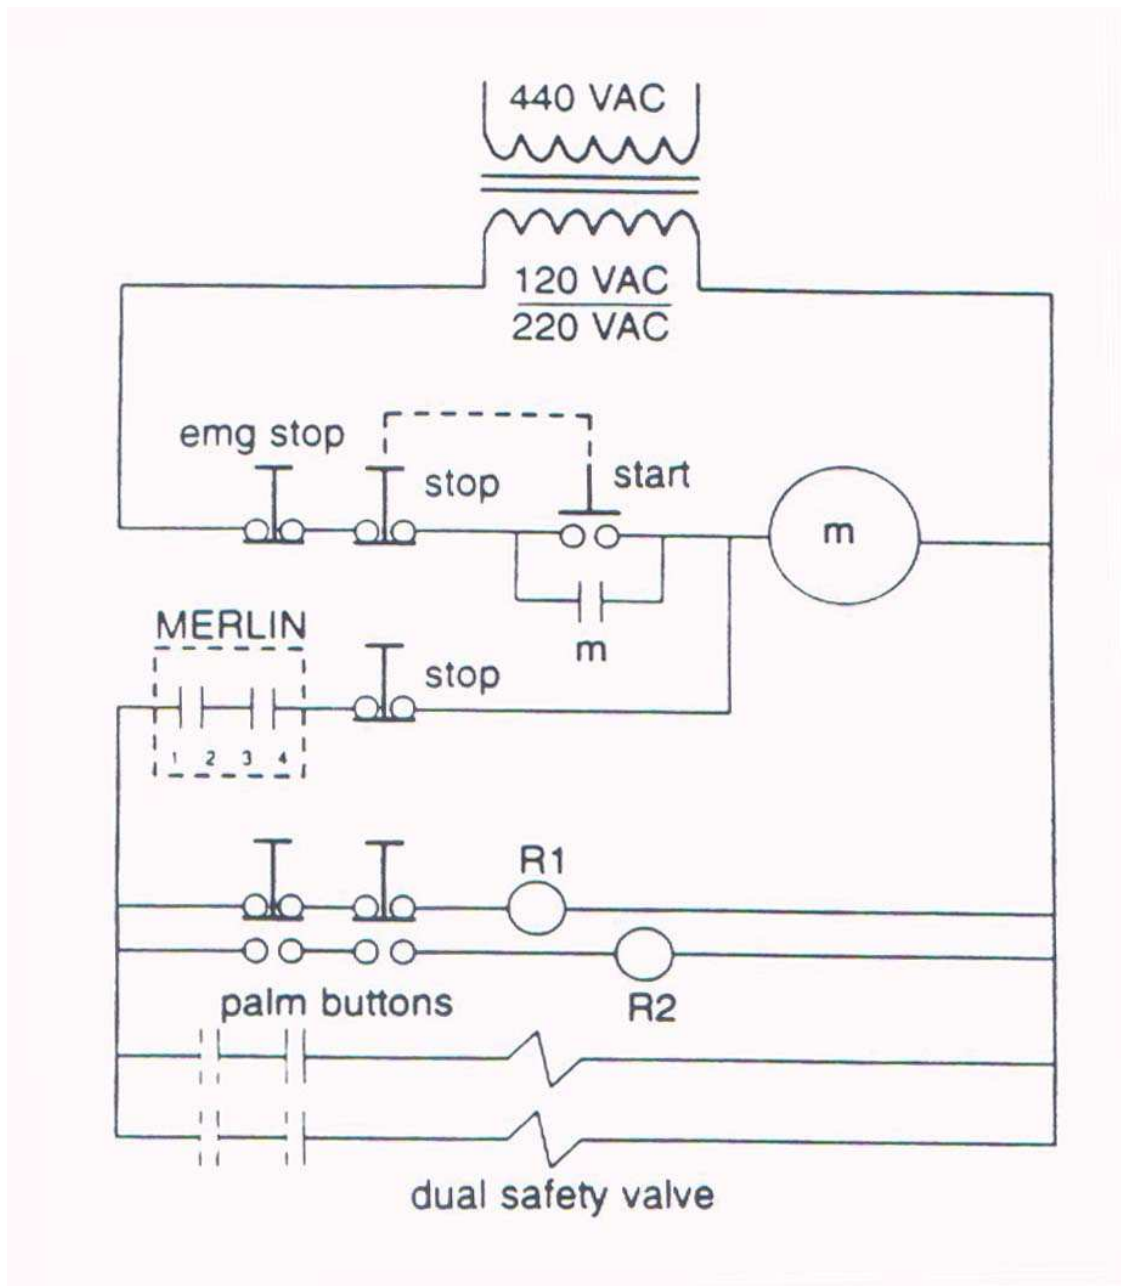 440 VAC
120 VAC
220 VAC
emg stop
stop
start
m
MERLIN
m
stop
1 2 3 4
R1
palm buttons
R2
dual safety valve